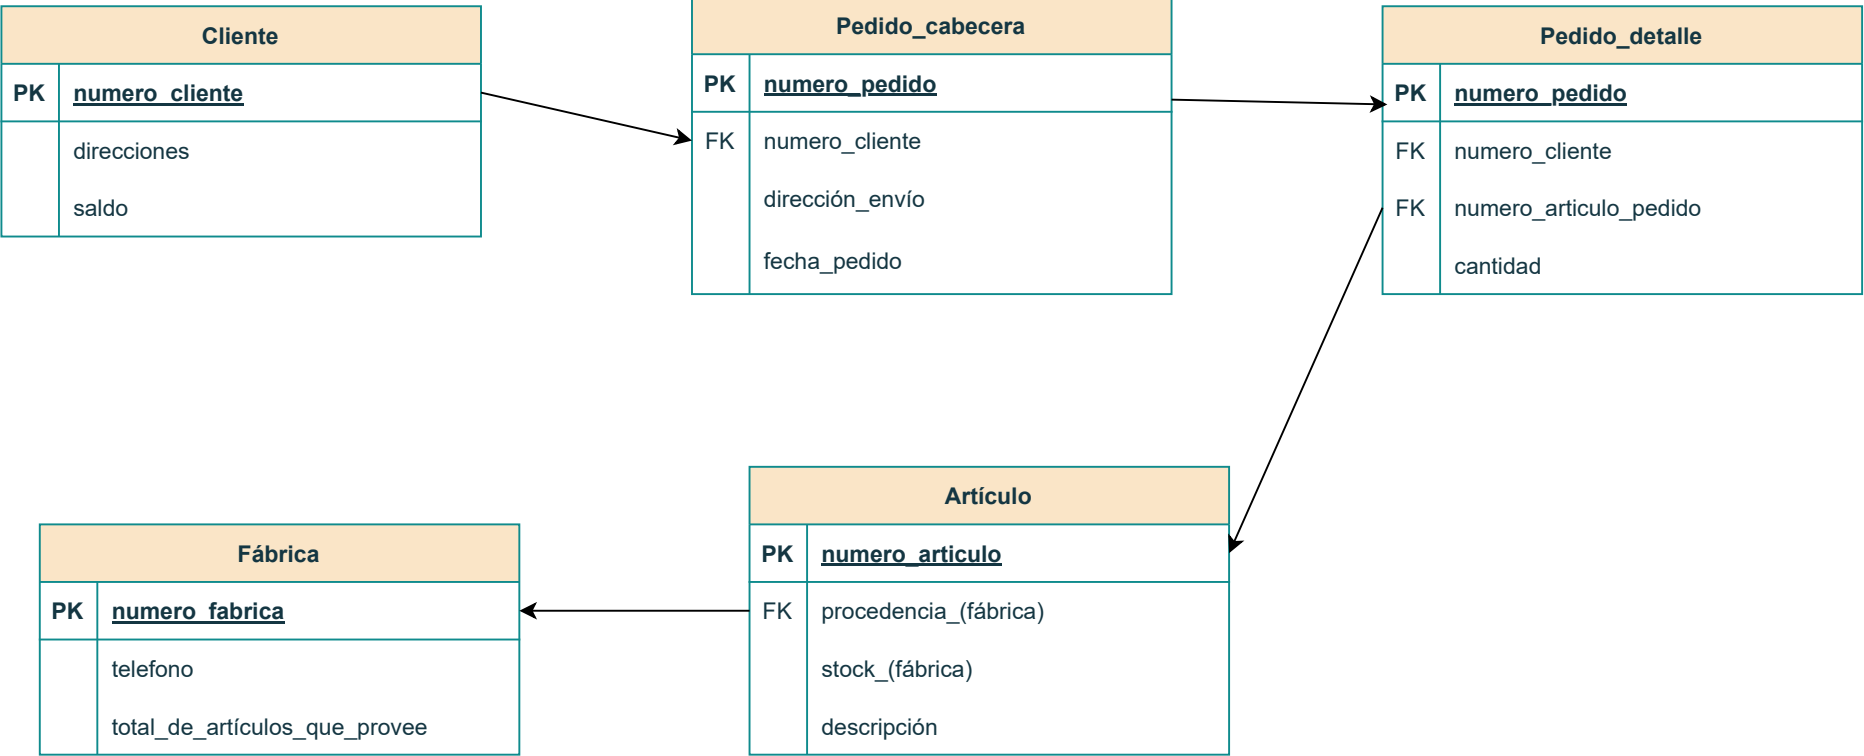 Cliente
PK numero_cliente
direcciones
saldo
Pedido_cabecera
PK numero_pedido
FK numero_cliente
dirección_envío
fecha_pedido
Pedido_detalle
PK numero_pedido
FK numero_cliente
FK numero_articulo_pedido
cantidad
Fábrica
PK numero_fabrica
telefono
total_de_artículos_que_provee
Artículo
PK numero_articulo
FK procedencia_(fábrica)
stock_(fábrica)
descripción